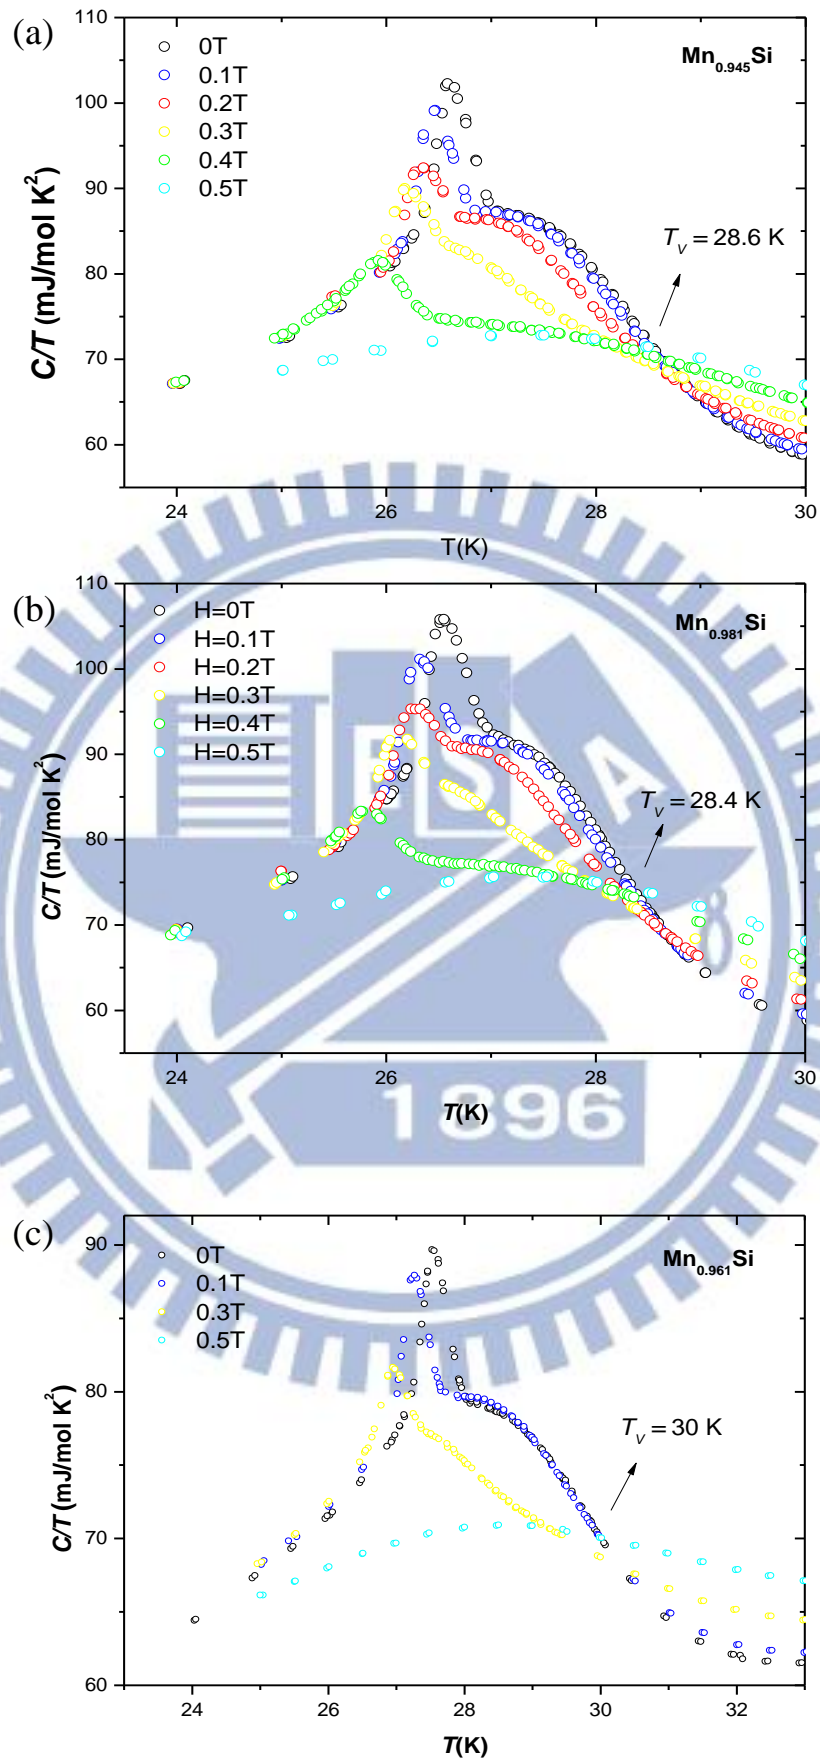 (a)
110
100
90
80
70
60
C/T (mJ/mol K²)
0T
0.1T
0.2T
0.3T
0.4T
0.5T
Mn₀.₉₄₅Si
T_V = 28.6 K
24 26 28 30
T(K)
(b)
110
100
90
80
70
60
C/T (mJ/mol K²)
H=0T
H=0.1T
H=0.2T
H=0.3T
H=0.4T
H=0.5T
Mn₀.₉₈₁Si
T_V = 28.4 K
ESA
24 26 28 30
T(K)
1896
(c)
90
80
70
60
C/T (mJ/mol K²)
0T
0.1T
0.3T
0.5T
Mn₀.₉₆₁Si
T_V = 30 K
24 26 28 30 32
T(K)